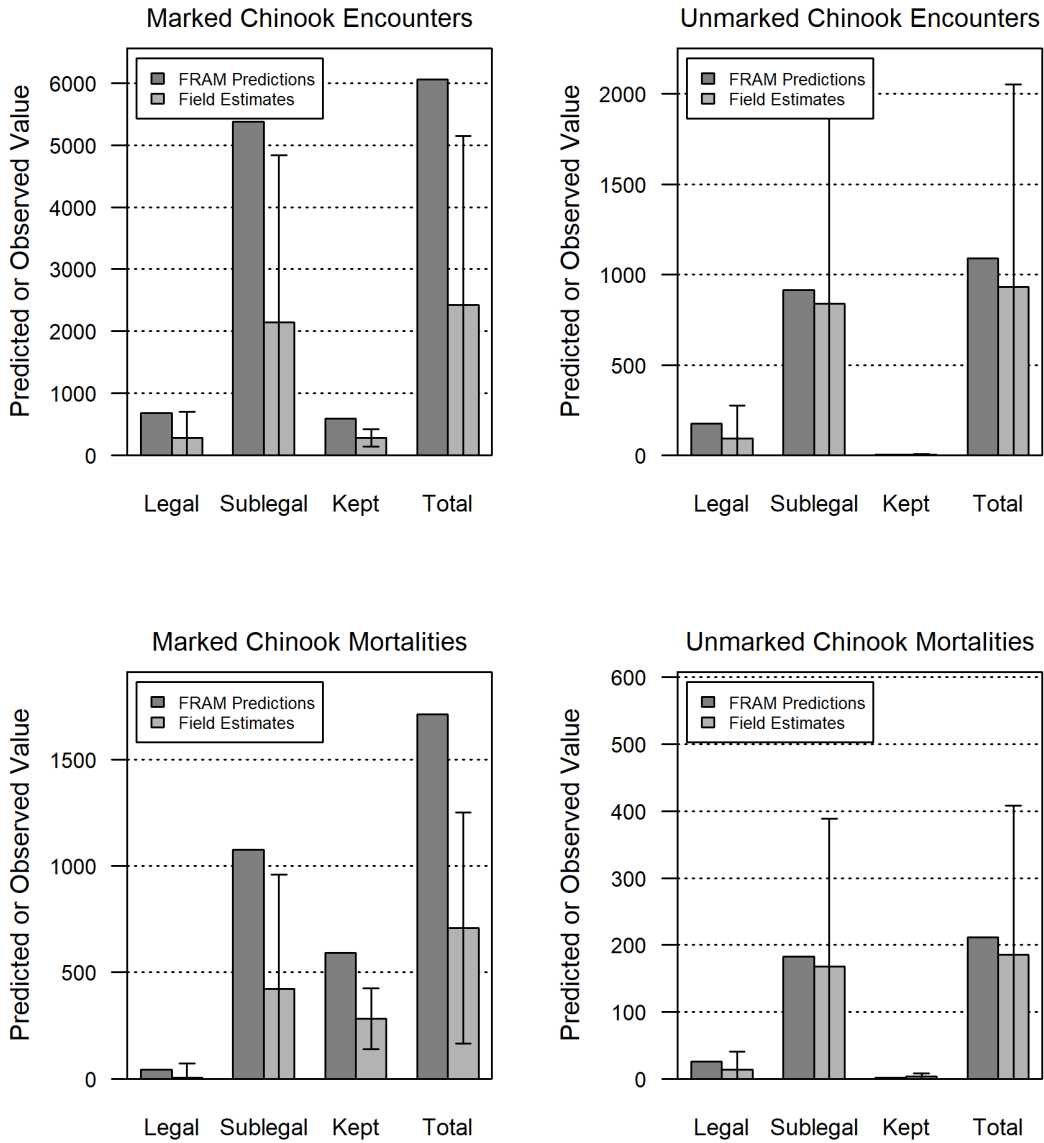 Marked Chinook Encounters
Predicted or Observed Value
6000
5000
4000
3000
2000
1000
0
FRAM Predictions
Field Estimates
Legal Sublegal Kept Total
Unmarked Chinook Encounters
Predicted or Observed Value
2000
1500
1000
500
0
FRAM Predictions
Field Estimates
Legal Sublegal Kept Total
Marked Chinook Mortalities
Predicted or Observed Value
1500
1000
500
0
FRAM Predictions
Field Estimates
Legal Sublegal Kept Total
Unmarked Chinook Mortalities
Predicted or Observed Value
600
500
400
300
200
100
0
FRAM Predictions
Field Estimates
Legal Sublegal Kept Total